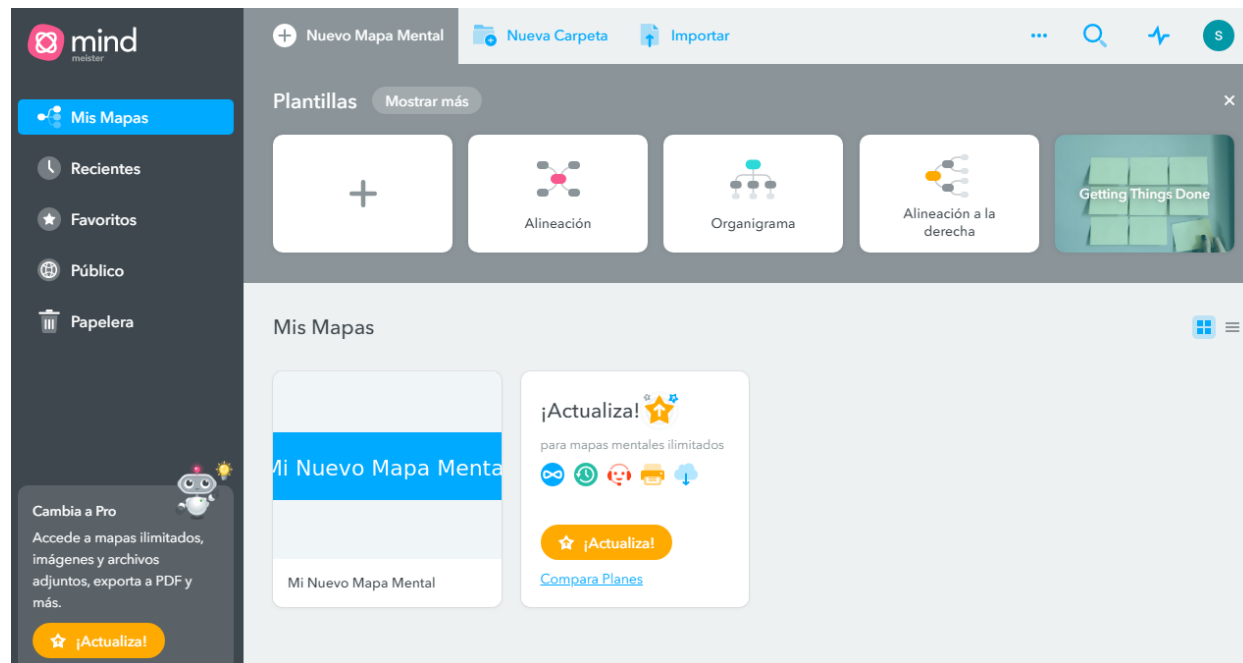 mind
meister
Nuevo Mapa Mental
Nueva Carpeta
Importar
S
Mis Mapas
Recientes
Favoritos
Público
Papelera
Cambia a Pro
Accede a mapas ilimitados,
imágenes y archivos
adjuntos, exporta a PDF y
más.
¡Actualiza!
Plantillas
Mostrar más
Alineación
Organigrama
Alineación a la
derecha
Getting Things Done
Mis Mapas
Mi Nuevo Mapa Menta
Mi Nuevo Mapa Mental
¡Actualiza!
para mapas mentales ilimitados
¡Actualiza!
Compara Planes